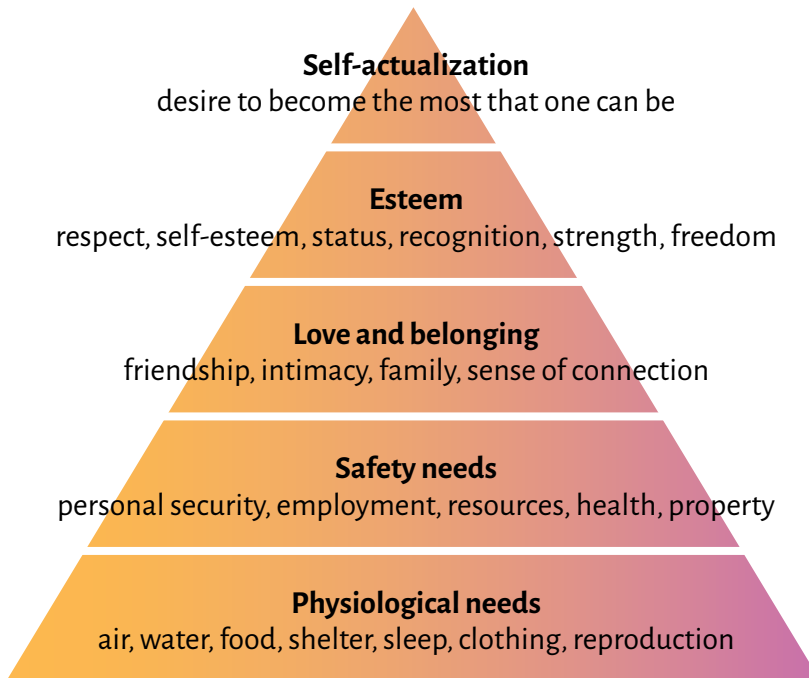 Self-actualization
desire to become the most that one can be
Esteem
respect, self-esteem, status, recognition, strength, freedom
Love and belonging
friendship, intimacy, family, sense of connection
Safety needs
personal security, employment, resources, health, property
Physiological needs
air, water, food, shelter, sleep, clothing, reproduction